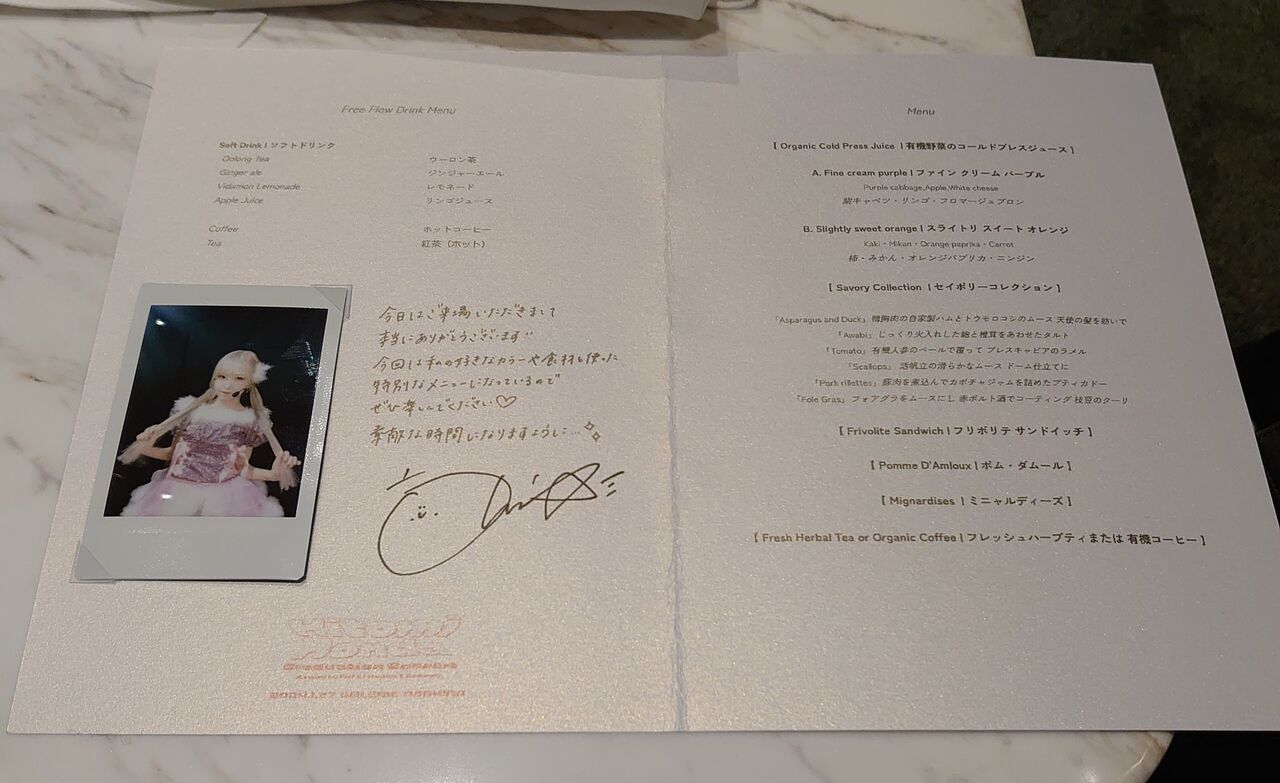 Free Flow Drink Menu
Soft Drink | ソフトドリンク
Oolong Tea ウーロン茶
Ginger ale ジンジャーエール
Vidamon Lemonade レモネード
Apple Juice リンゴジュース
Coffee ホットコーヒー
Tea 紅茶（ホット）
今日はご来場いただきまして
本当にありがとうございます
今回は私の好きなカラーや食材を使った
特別なメニューになっているので
ぜひ楽しんでください♡
素敵な時間になりますように…
Graduation Concert
Menu
[ Organic Cold Press Juice | 有機野菜のコールドプレスジュース ]
A. Fine cream purple | ファイン クリーム パープル
Purple cabbage,Apple,White cheese
紫キャベツ・リンゴ・フロマージュブロン
B. Slightly sweet orange | スライトリ スイート オレンジ
Kaki・Mikan・Orange paprika・Carrot
柿・みかん・オレンジパプリカ・ニンジン
[ Savory Collection | セイボリーコレクション ]
「Asparagus and Duck」鴨胸肉の自家製ハムとトウモロコシのムース 天使の髪を紡いで
「Awabi」じっくり火入れした鮑と椎茸をあわせたタルト
「Tomato」有機人参のベールで覆って プレスキャビアのラメル
「Scallops」活帆立の滑らかなムース ドーム仕立てに
「Pork rillettes」豚肉を煮込んでカボチャジャムを詰めたプティカドー
「Foie Gras」フォアグラをムースにし 赤ポルト酒でコーティング 枝豆のクーリ
[ Frivolite Sandwich | フリボリテ サンドイッチ ]
[ Pomme D'Amloux | ポム・ダムール ]
[ Mignardises | ミニャルディーズ ]
[ Fresh Herbal Tea or Organic Coffee | フレッシュハーブティ または 有機コーヒー ]